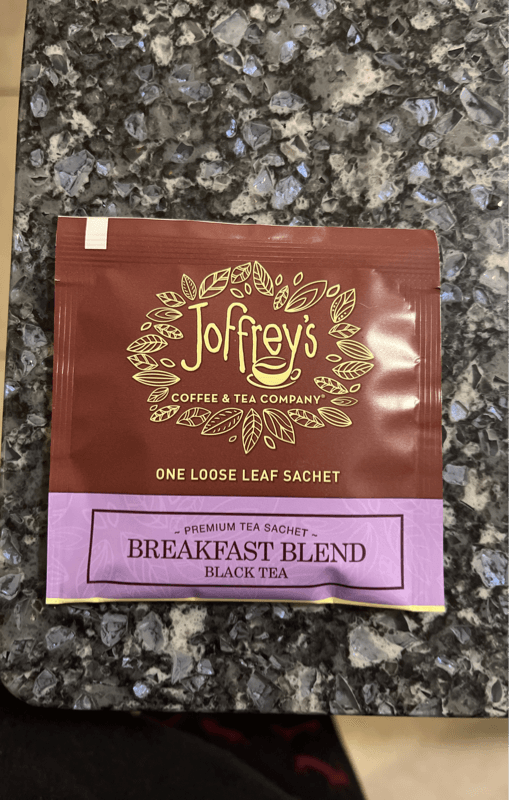 Joffrey's
COFFEE & TEA COMPANY®
ONE LOOSE LEAF SACHET
~ PREMIUM TEA SACHET ~
BREAKFAST BLEND
BLACK TEA